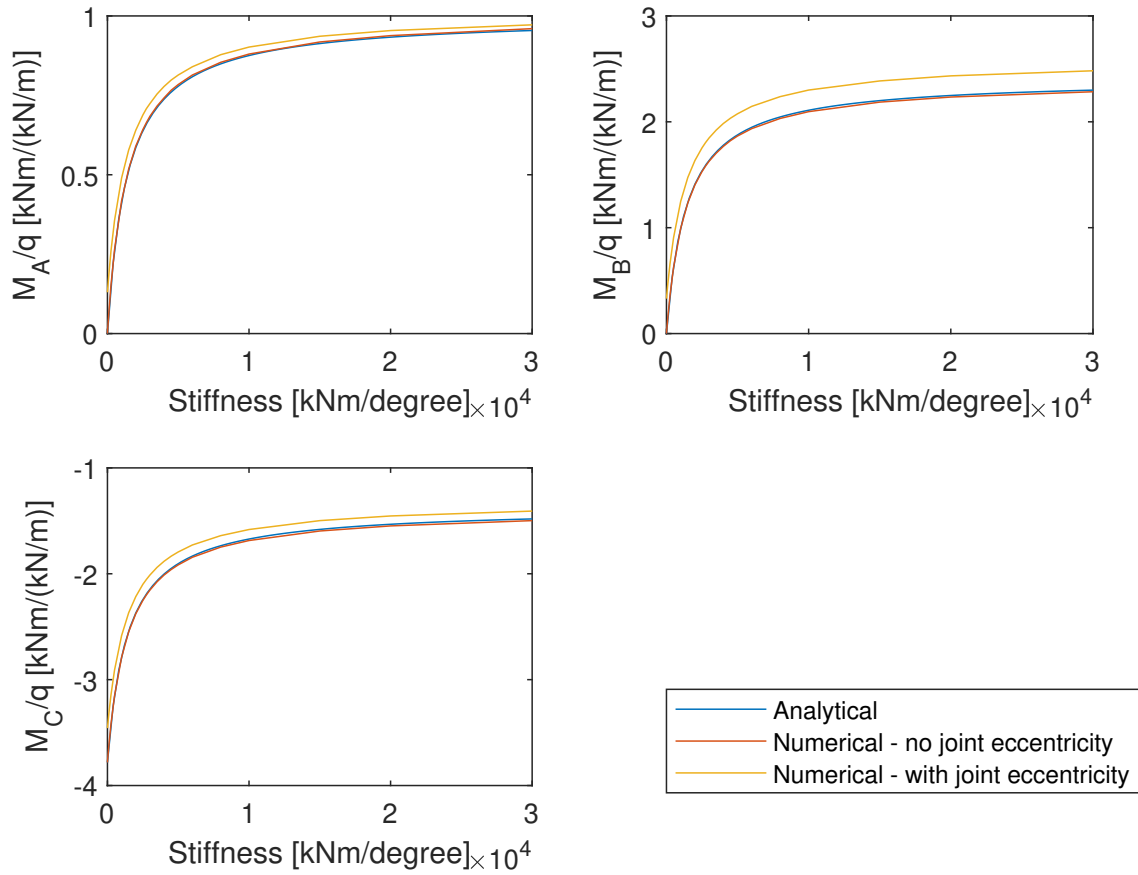 1
0.5
0
M_A/q [kNm/(kN/m)]
0 1 2 3
Stiffness [kNm/degree] ×10^4
3
2
1
0
M_B/q [kNm/(kN/m)]
0 1 2 3
Stiffness [kNm/degree] ×10^4
-1
-2
-3
-4
M_C/q [kNm/(kN/m)]
0 1 2 3
Stiffness [kNm/degree] ×10^4
Analytical
Numerical - no joint eccentricity
Numerical - with joint eccentricity